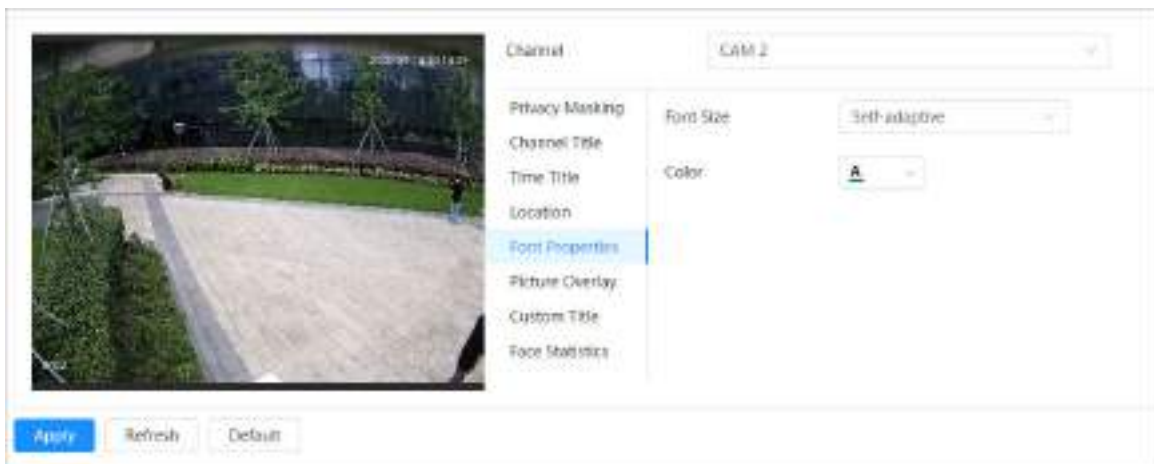 Channel
CAM 2
Privacy Masking
Channel Title
Time Title
Location
Font Properties
Picture Overlay
Custom Title
Face Statistics
Font Size
Self-adaptive
Color
A
Apply
Refresh
Default